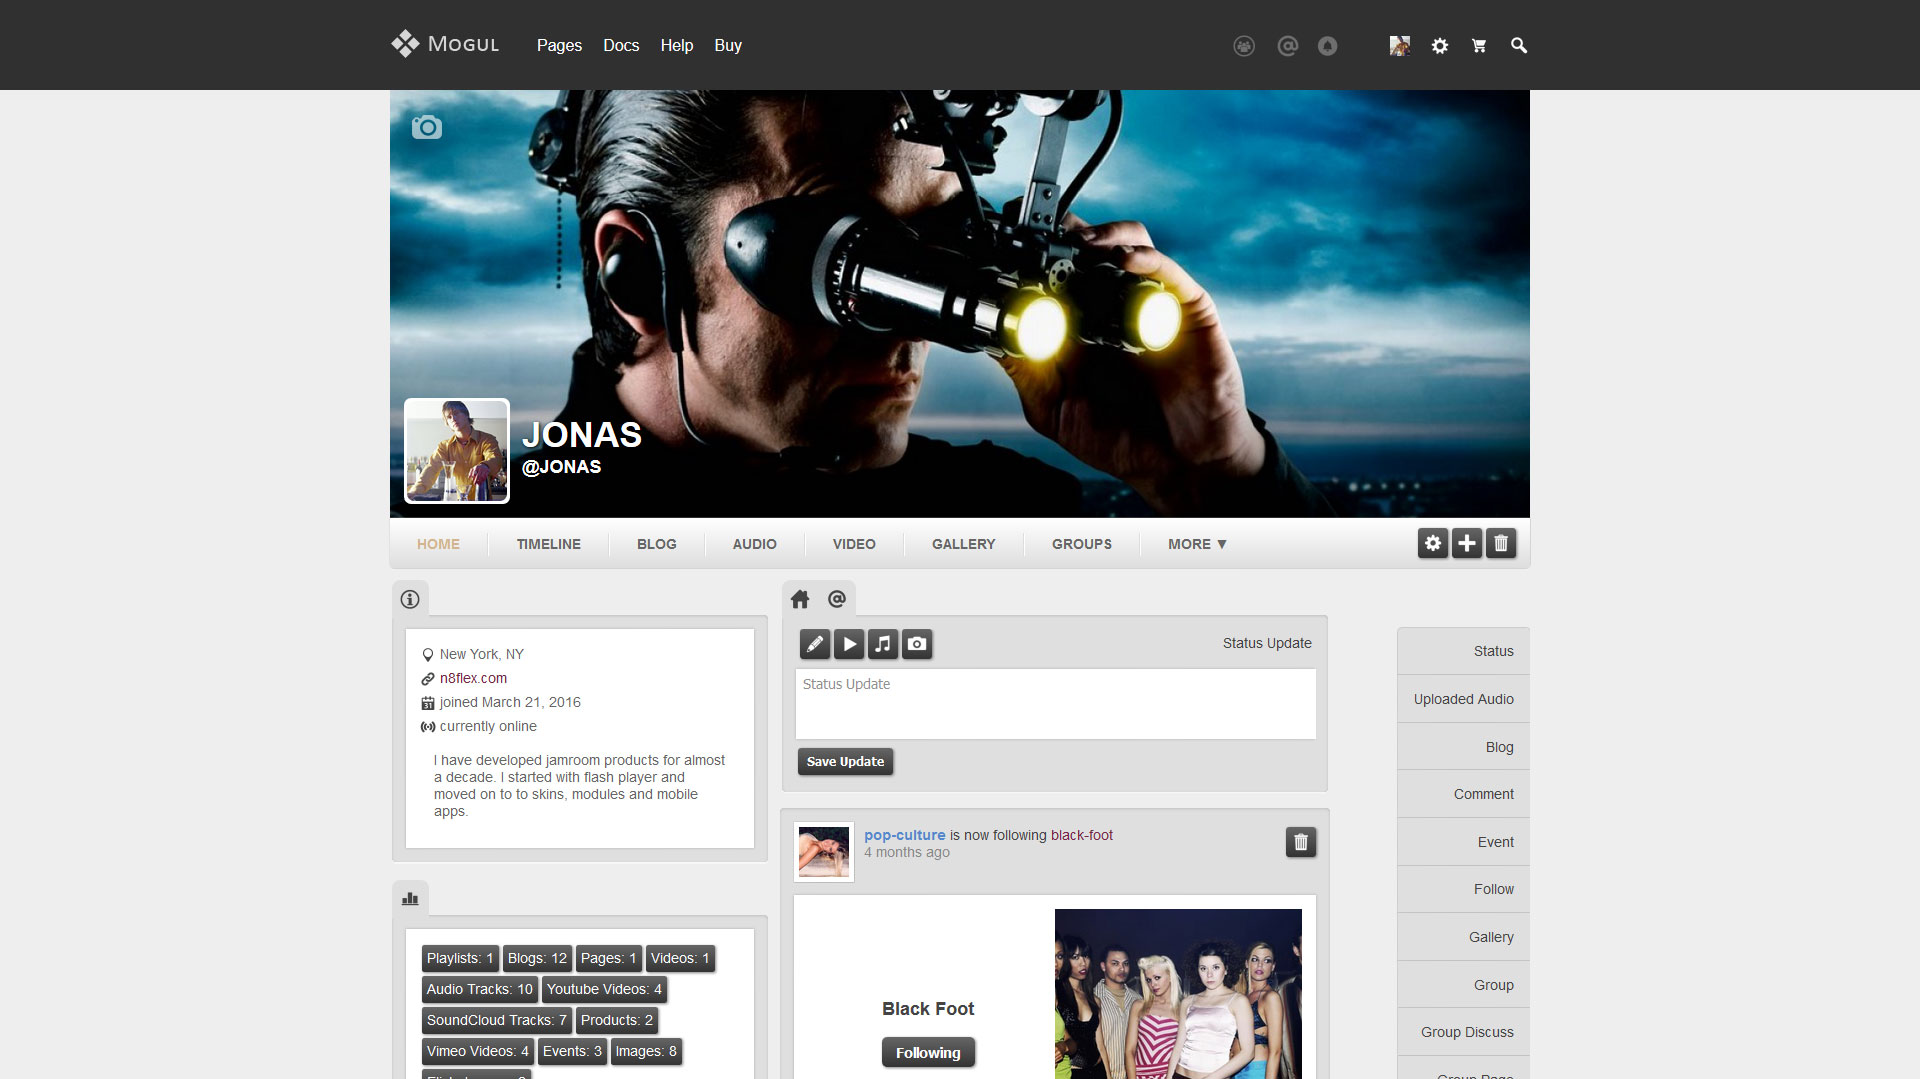 MOGUL
Pages Docs Help Buy
JONAS
@JONAS
HOME TIMELINE BLOG AUDIO VIDEO GALLERY GROUPS MORE ▼
New York, NY
n8flex.com
31 joined March 21, 2016
currently online
I have developed jamroom products for almost
a decade. I started with flash player and
moved on to to skins, modules and mobile
apps.
Playlists: 1 Blogs: 12 Pages: 1 Videos: 1
Audio Tracks: 10 Youtube Videos: 4
SoundCloud Tracks: 7 Products: 2
Vimeo Videos: 4 Events: 3 Images: 8
@
Status Update
Status Update
Save Update
pop-culture is now following black-foot
4 months ago
Black Foot
Following
Status
Uploaded Audio
Blog
Comment
Event
Follow
Gallery
Group
Group Discuss
Group Page